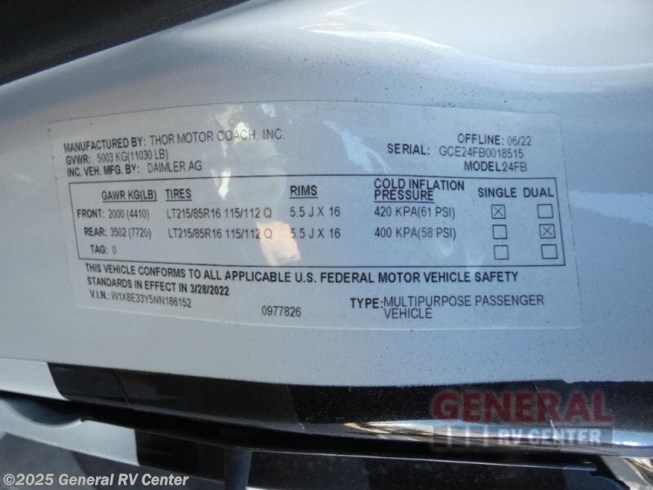 MANUFACTURED BY: THOR MOTOR COACH, INC. OFFLINE: 06/22
GVWR: 5003 KG(11030 LB) SERIAL: GCE24FB0018515
INC. VEH. MFG. BY: DAIMLER AG MODEL 24FB
GAWR KG(LB) TIRES RIMS COLD INFLATION PRESSURE SINGLE DUAL
FRONT: 2000 (4410) LT215/85R16 115/112 Q 5.5 J X 16 420 KPA(61 PSI) ☒ ☐
REAR: 3502 (7720) LT215/85R16 115/112 Q 5.5 J X 16 400 KPA(58 PSI) ☐ ☒
TAG: 0 ☐ ☐
THIS VEHICLE CONFORMS TO ALL APPLICABLE U.S. FEDERAL MOTOR VEHICLE SAFETY
STANDARDS IN EFFECT IN 3/28/2022
V.I.N.: W1X8E33Y5NN186152 0977826 TYPE: MULTIPURPOSE PASSENGER
VEHICLE
GENERAL
RV CENTER
©2025 General RV Center